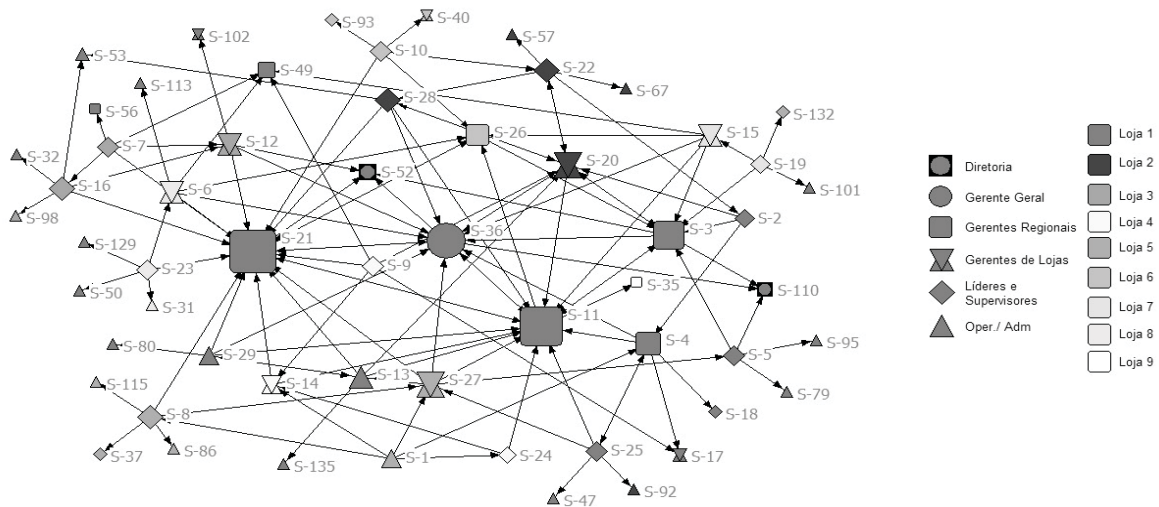 S-93
S-40
S-102
S-10
S-57
S-53
S-49
S-22
S-113
S-67
S-28
S-56
S-132
S-26
S-15
S-7
S-12
S-32
S-20
S-19
S-52
S-16
S-6
S-101
S-98
S-2
S-21
S-36
S-3
S-129
S-23
S-9
S-35
S-110
S-50
S-31
S-11
S-80
S-4
S-95
S-29
S-5
S-115
S-14
S-13
S-27
S-79
S-8
S-18
S-37
S-86
S-1
S-24
S-25
S-17
S-135
S-47
S-92
Diretoria
Gerente Geral
Gerentes Regionais
Gerentes de Lojas
Líderes e
Supervisores
Oper./ Adm
Loja 1
Loja 2
Loja 3
Loja 4
Loja 5
Loja 6
Loja 7
Loja 8
Loja 9